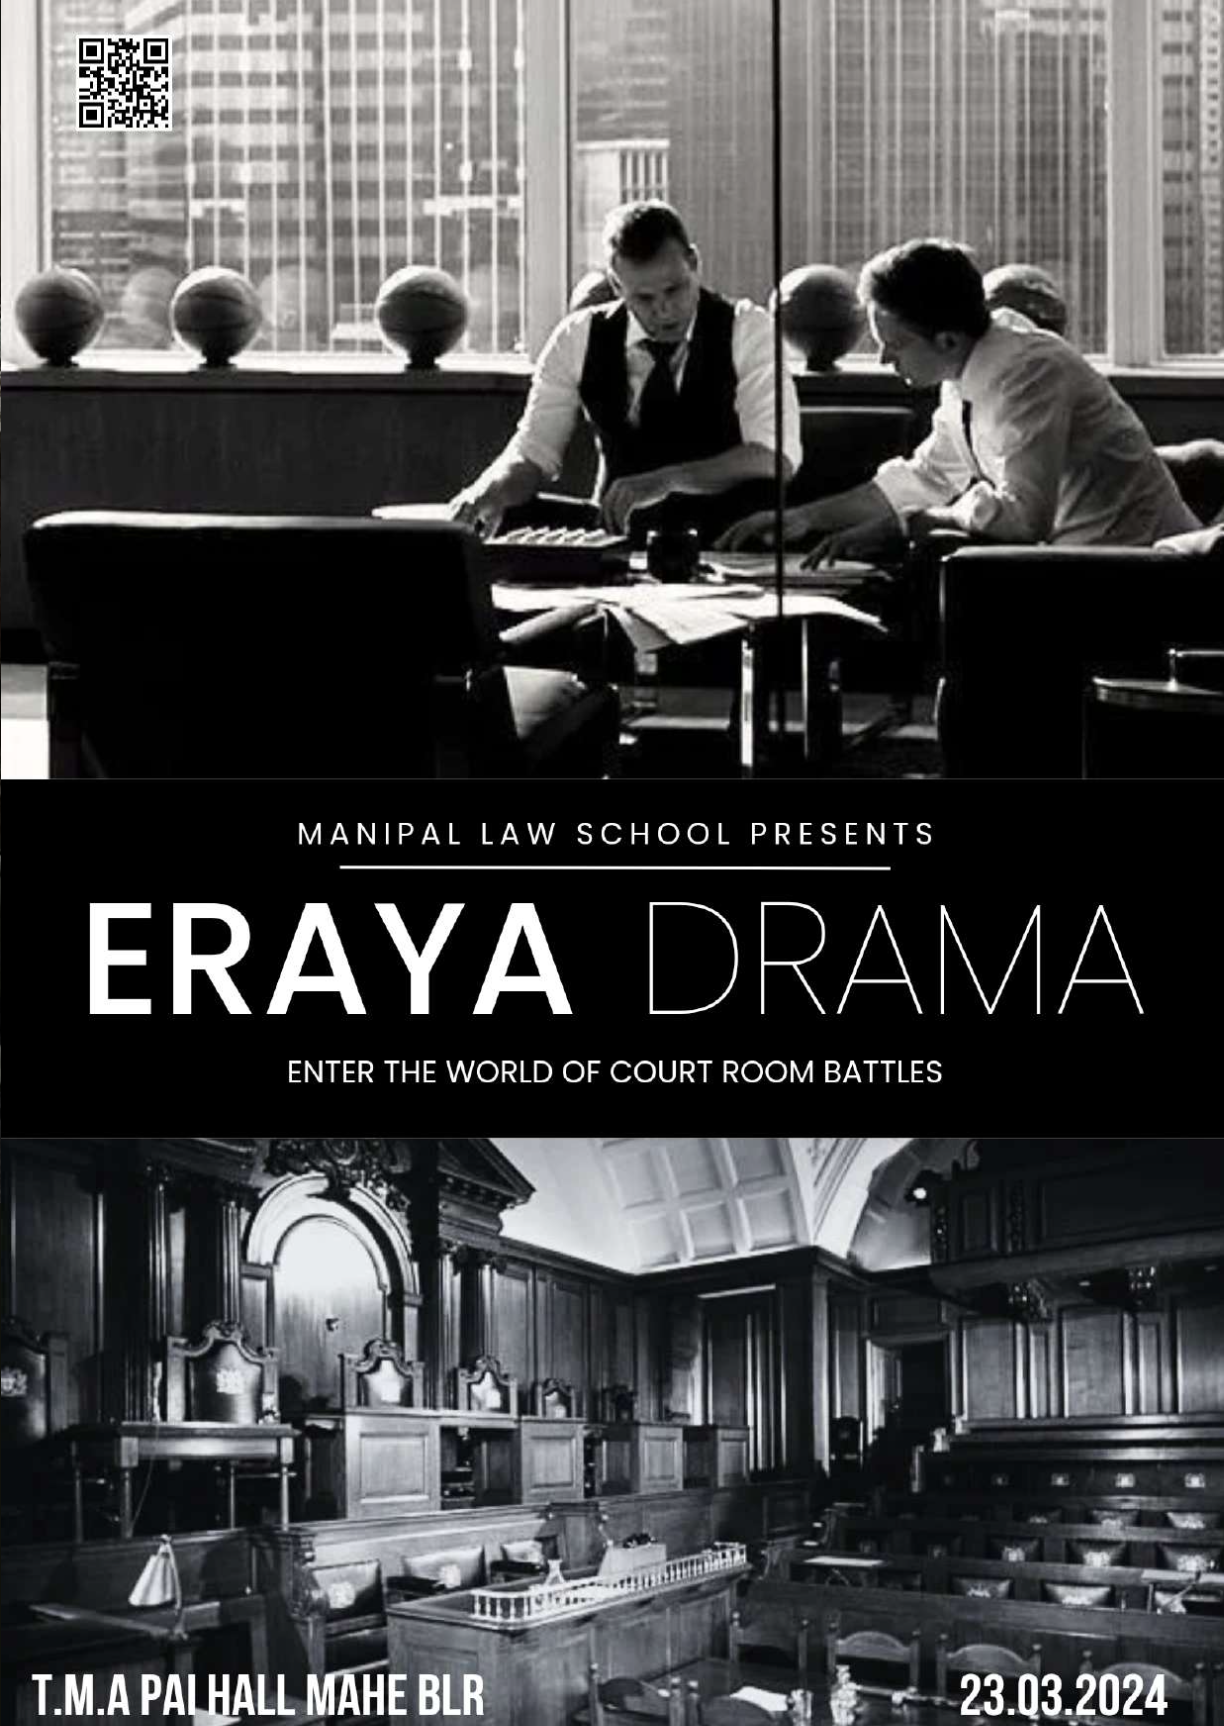 MANIPAL LAW SCHOOL PRESENTS
ERAYA DRAMA
ENTER THE WORLD OF COURT ROOM BATTLES
T.M.A PAI HALL MAHE BLR
23.03.2024